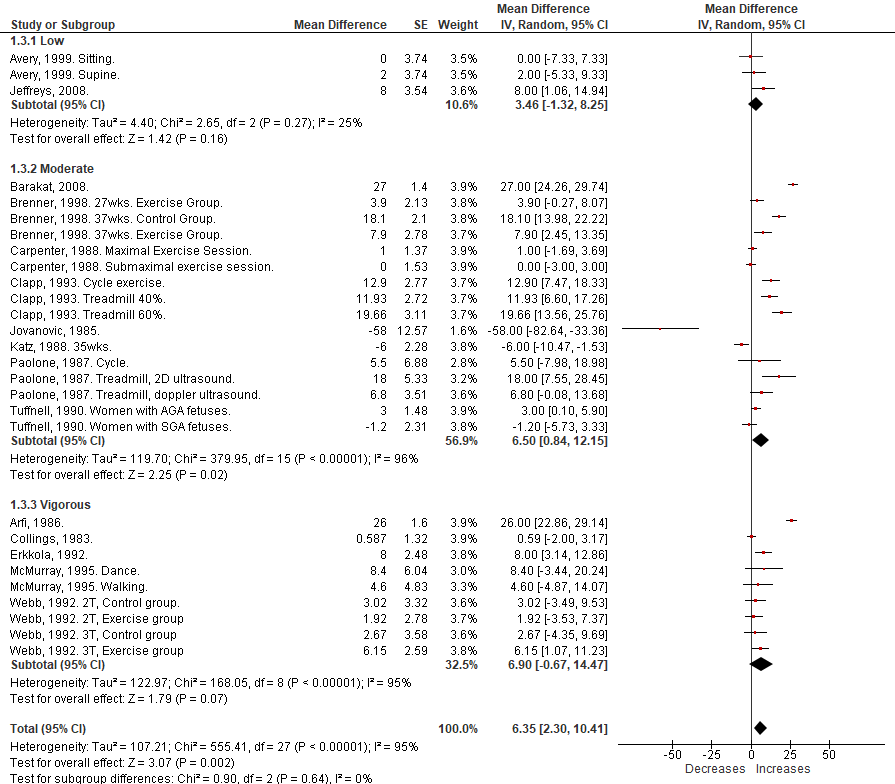 Mean Difference Mean Difference
Study or Subgroup Mean Difference SE Weight IV, Random, 95% CI IV, Random, 95% CI
1.3.1 Low
Avery, 1999. Sitting. 0 3.74 3.5% 0.00 [-7.33, 7.33]
Avery, 1999. Supine. 2 3.74 3.5% 2.00 [-5.33, 9.33]
Jeffreys, 2008. 8 3.54 3.6% 8.00 [1.06, 14.94]
Subtotal (95% CI) 10.6% 3.46 [-1.32, 8.25]
Heterogeneity: Tau² = 4.40; Chi² = 2.65, df = 2 (P = 0.27); I² = 25%
Test for overall effect: Z = 1.42 (P = 0.16)
1.3.2 Moderate
Barakat, 2008. 27 1.4 3.9% 27.00 [24.26, 29.74]
Brenner, 1998. 27wks. Exercise Group. 3.9 2.13 3.8% 3.90 [-0.27, 8.07]
Brenner, 1998. 37wks. Control Group. 18.1 2.1 3.8% 18.10 [13.98, 22.22]
Brenner, 1998. 37wks. Exercise Group. 7.9 2.78 3.7% 7.90 [2.45, 13.35]
Carpenter, 1988. Maximal Exercise Session. 1 1.37 3.9% 1.00 [-1.69, 3.69]
Carpenter, 1988. Submaximal exercise session. 0 1.53 3.9% 0.00 [-3.00, 3.00]
Clapp, 1993. Cycle exercise. 12.9 2.77 3.7% 12.90 [7.47, 18.33]
Clapp, 1993. Treadmill 40%. 11.93 2.72 3.7% 11.93 [6.60, 17.26]
Clapp, 1993. Treadmill 60%. 19.66 3.11 3.7% 19.66 [13.56, 25.76]
Jovanovic, 1985. -58 12.57 1.6% -58.00 [-82.64, -33.36]
Katz, 1988. 35wks. -6 2.28 3.8% -6.00 [-10.47, -1.53]
Paolone, 1987. Cycle. 5.5 6.88 2.8% 5.50 [-7.98, 18.98]
Paolone, 1987. Treadmill, 2D ultrasound. 18 5.33 3.2% 18.00 [7.55, 28.45]
Paolone, 1987. Treadmill, doppler ultrasound. 6.8 3.51 3.6% 6.80 [-0.08, 13.68]
Tuffnell, 1990. Women with AGA fetuses. 3 1.48 3.9% 3.00 [0.10, 5.90]
Tuffnell, 1990. Women with SGA fetuses. -1.2 2.31 3.8% -1.20 [-5.73, 3.33]
Subtotal (95% CI) 56.9% 6.50 [0.84, 12.15]
Heterogeneity: Tau² = 119.70; Chi² = 379.95, df = 15 (P < 0.00001); I² = 96%
Test for overall effect: Z = 2.25 (P = 0.02)
1.3.3 Vigorous
Arfi, 1986. 26 1.6 3.9% 26.00 [22.86, 29.14]
Collings, 1983. 0.587 1.32 3.9% 0.59 [-2.00, 3.17]
Erkkola, 1992. 8 2.48 3.8% 8.00 [3.14, 12.86]
McMurray, 1995. Dance. 8.4 6.04 3.0% 8.40 [-3.44, 20.24]
McMurray, 1995. Walking. 4.6 4.83 3.3% 4.60 [-4.87, 14.07]
Webb, 1992. 2T, Control group. 3.02 3.32 3.6% 3.02 [-3.49, 9.53]
Webb, 1992. 2T, Exercise group 1.92 2.78 3.7% 1.92 [-3.53, 7.37]
Webb, 1992. 3T, Control group 2.67 3.58 3.6% 2.67 [-4.35, 9.69]
Webb, 1992. 3T, Exercise group 6.15 2.59 3.8% 6.15 [1.07, 11.23]
Subtotal (95% CI) 32.5% 6.90 [-0.67, 14.47]
Heterogeneity: Tau² = 122.97; Chi² = 168.05, df = 8 (P < 0.00001); I² = 95%
Test for overall effect: Z = 1.79 (P = 0.07)
Total (95% CI) 100.0% 6.35 [2.30, 10.41]
Heterogeneity: Tau² = 107.21; Chi² = 555.41, df = 27 (P < 0.00001); I² = 95%
-50 -25 0 25 50
Test for overall effect: Z = 3.07 (P = 0.002)
Decreases Increases
Test for subgroup differences: Chi² = 0.90, df = 2 (P = 0.64), I² = 0%